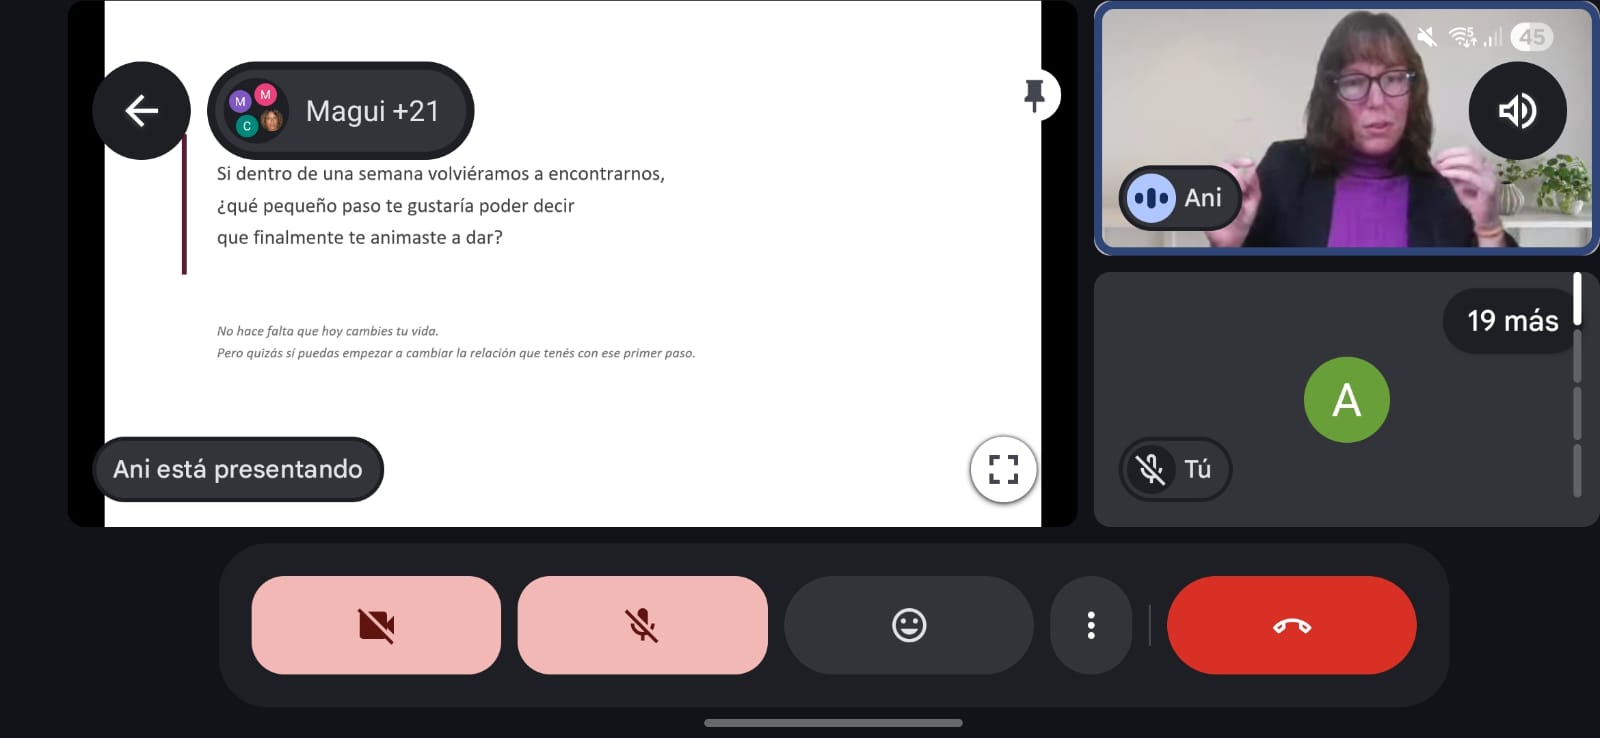 45
M
M
C
Magui +21
Si dentro de una semana volviéramos a encontrarnos,
¿qué pequeño paso te gustaría poder decir
que finalmente te animaste a dar?
No hace falta que hoy cambies tu vida.
Pero quizás sí puedas empezar a cambiar la relación que tenés con ese primer paso.
Ani está presentando
Ani
19 más
A
Tú